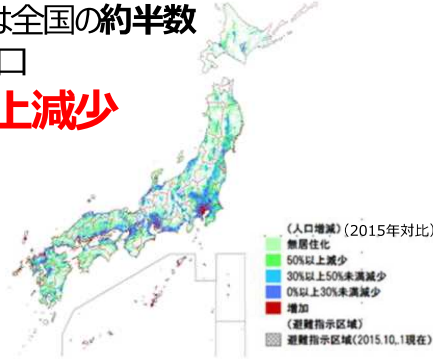 は全国の約半数
口
上減少
(人口増減)(2015年対比)
無居住化
50%以上減少
30%以上50%未満減少
0%以上30%未満減少
増加
(避難指示区域)
避難指示区域(2015.10.1現在)